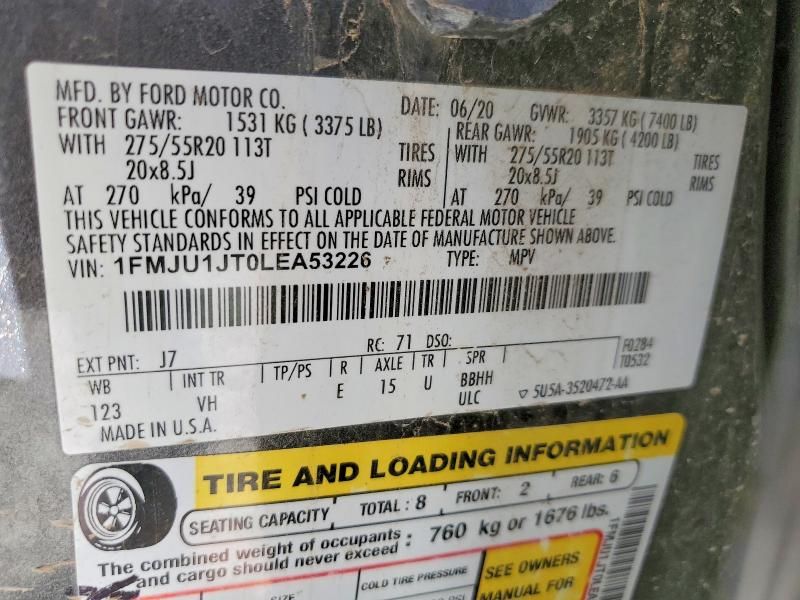 MFD. BY FORD MOTOR CO. DATE: 06/20 GVWR: 3357 KG (7400 LB)
FRONT GAWR: 1531 KG (3375 LB) REAR GAWR: 1905 KG (4200 LB)
WITH 275/55R20 113T TIRES WITH 275/55R20 113T TIRES
20x8.5J RIMS 20x8.5J RIMS
AT 270 kPa/ 39 PSI COLD AT 270 kPa/ 39 PSI COLD
THIS VEHICLE CONFORMS TO ALL APPLICABLE FEDERAL MOTOR VEHICLE
SAFETY STANDARDS IN EFFECT ON THE DATE OF MANUFACTURE SHOWN ABOVE.
VIN: 1FMJU1JT0LEA53226 TYPE: MPV
EXT PNT: J7 RC: 71 DSO: F0284
T0532
WB INT TR TP/PS R AXLE TR SPR
123 VH E 15 U BBHH
ULC ▽ 5U5A-3520472-AA
MADE IN U.S.A.
TIRE AND LOADING INFORMATION
SEATING CAPACITY TOTAL: 8 FRONT: 2 REAR: 6
The combined weight of occupants and cargo should never exceed : 760 kg or 1676 lbs.
COLD TIRE PRESSURE
SEE OWNERS
MANUAL FOR